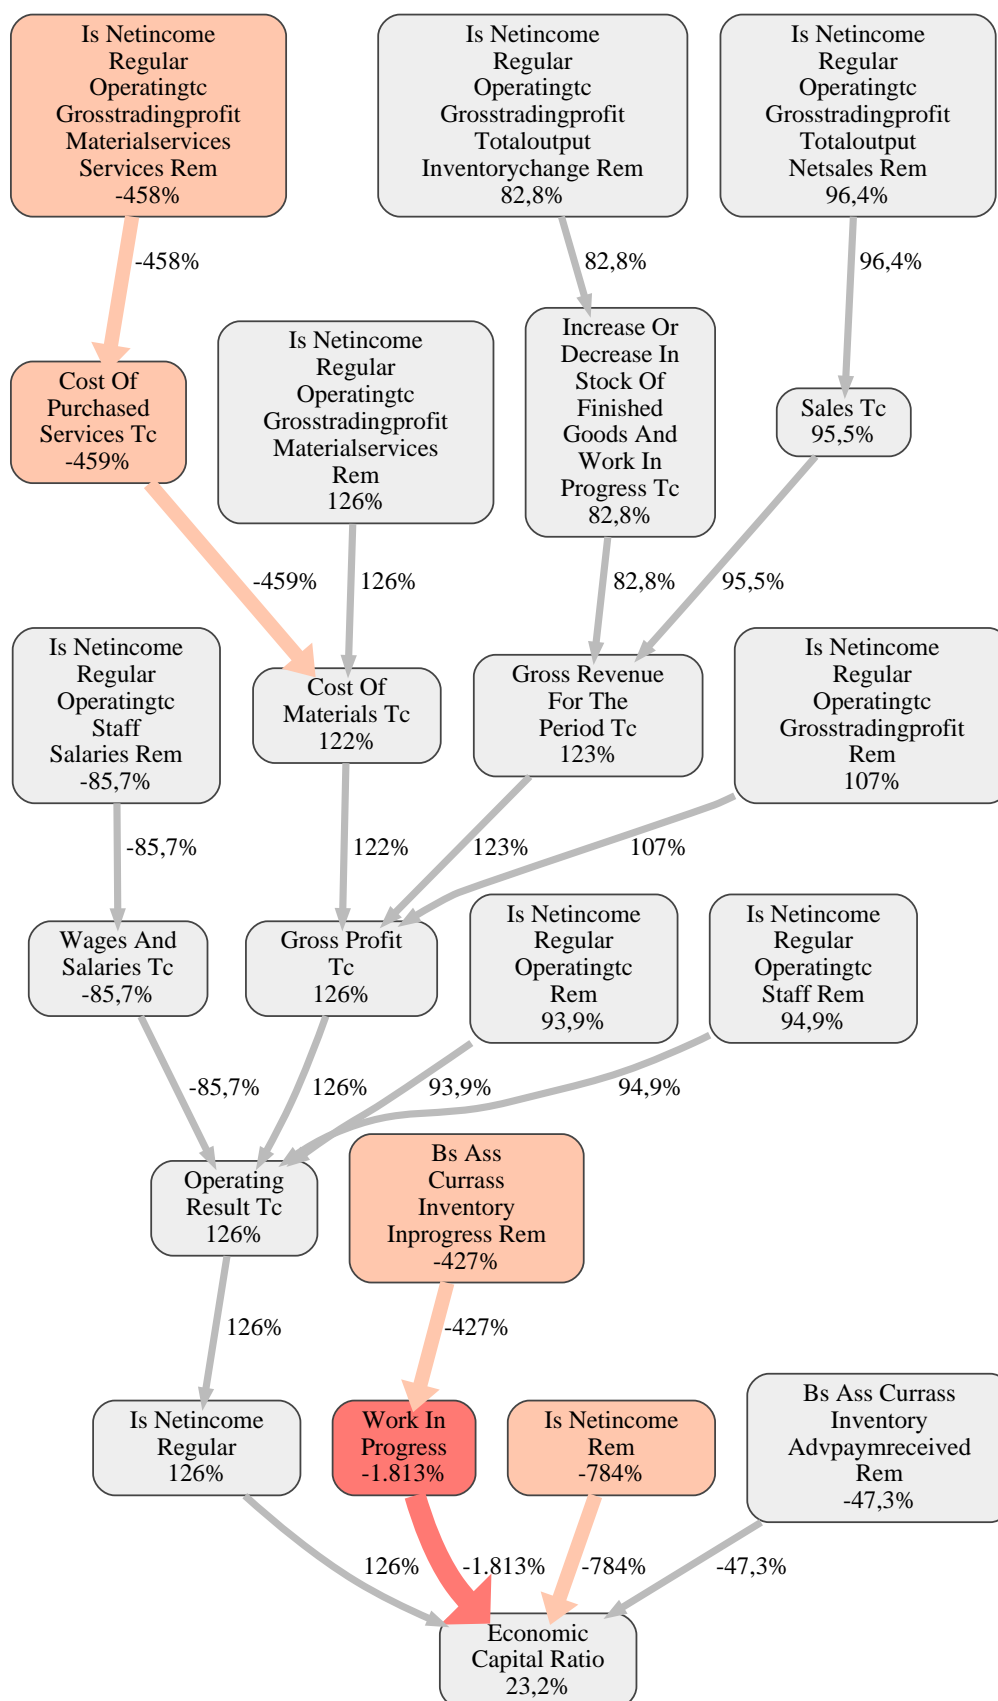 Is Netincome
Regular
Operatingtc
Grosstradingprofit
Materialservices
Services Rem
-458%
Is Netincome
Regular
Operatingtc
Grosstradingprofit
Totaloutput
Inventorychange Rem
82,8%
Is Netincome
Regular
Operatingtc
Grosstradingprofit
Totaloutput
Netsales Rem
96,4%
-458%
82,8%
96,4%
Cost Of
Purchased
Services Tc
-459%
Is Netincome
Regular
Operatingtc
Grosstradingprofit
Materialservices
Rem
126%
Increase Or
Decrease In
Stock Of
Finished
Goods And
Work In
Progress Tc
82,8%
Sales Tc
95,5%
-459%
126%
82,8%
95,5%
Is Netincome
Regular
Operatingtc
Staff
Salaries Rem
-85,7%
Cost Of
Materials Tc
122%
Gross Revenue
For The
Period Tc
123%
Is Netincome
Regular
Operatingtc
Grosstradingprofit
Rem
107%
-85,7%
122%
123%
107%
Wages And
Salaries Tc
-85,7%
Gross Profit
Tc
126%
Is Netincome
Regular
Operatingtc
Rem
93,9%
Is Netincome
Regular
Operatingtc
Staff Rem
94,9%
-85,7%
126%
93,9%
94,9%
Operating
Result Tc
126%
Bs Ass
Currass
Inventory
Inprogress Rem
-427%
126%
-427%
Is Netincome
Regular
126%
Work In
Progress
-1.813%
Is Netincome
Rem
-784%
Bs Ass Currass
Inventory
Advpaymreceived
Rem
-47,3%
126%
-1.813%
-784%
-47,3%
Economic
Capital Ratio
23,2%